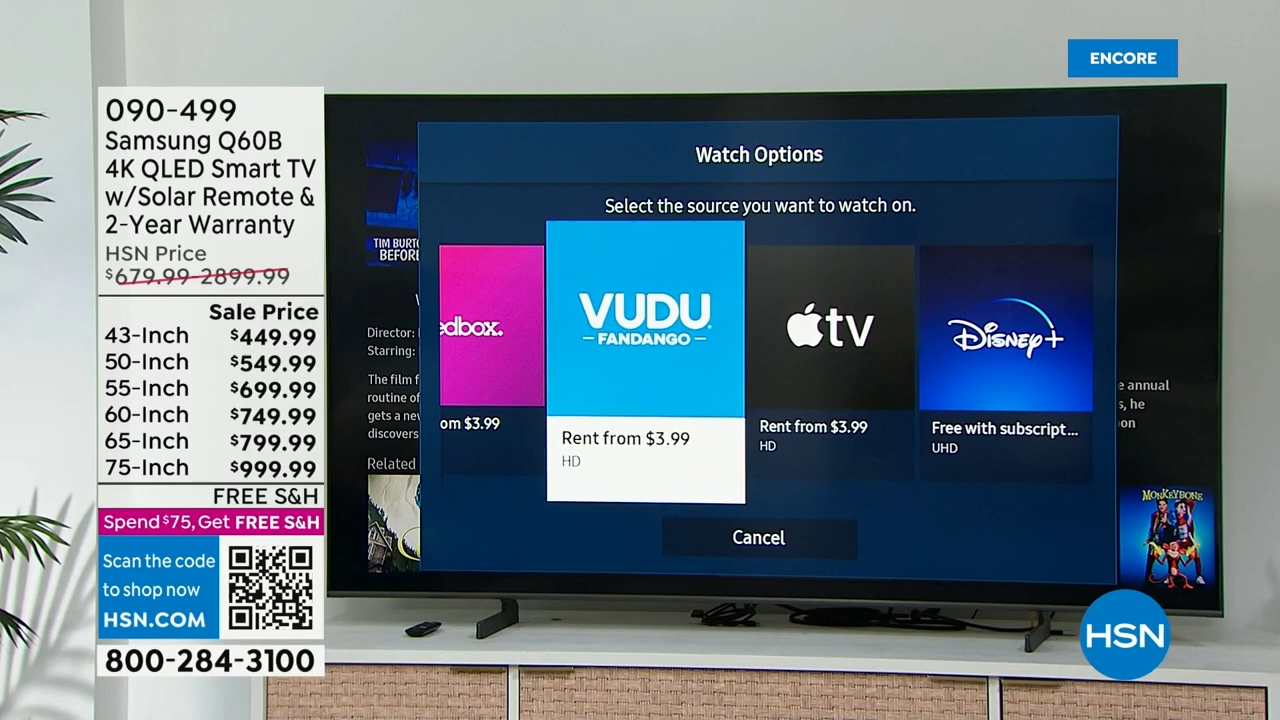 ENCORE
090-499
Samsung Q60B
4K QLED Smart TV
w/Solar Remote &
2-Year Warranty
HSN Price
$679.99-2899.99
Sale Price
43-Inch $449.99
50-Inch $549.99
55-Inch $699.99
60-Inch $749.99
65-Inch $799.99
75-Inch $999.99
FREE S&H
Spend $75, Get FREE S&H
Scan the code
to shop now
HSN.COM
800-284-3100
Watch Options
Select the source you want to watch on.
TIM BURTO
BEFOR
Director:
Starring:
The film f
routine of
gets a new
discovers
Related
edbox.
om $3.99
VUDU
FANDANGO
Rent from $3.99
HD
tv
Rent from $3.99
HD
Disney+
Free with subscript...
UHD
Cancel
e annual
s, he
on
MONKEYBONE
HSN